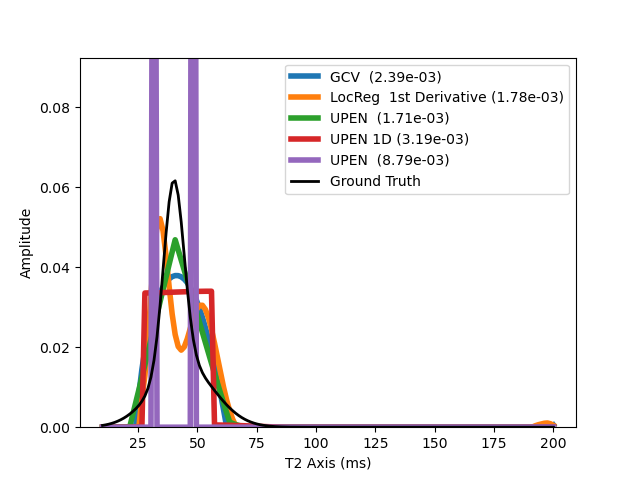 GCV (2.39e-03)
LocReg 1st Derivative (1.78e-03)
UPEN (1.71e-03)
UPEN 1D (3.19e-03)
UPEN (8.79e-03)
Ground Truth
Amplitude
0.08
0.06
0.04
0.02
0.00
25 50 75 100 125 150 175 200
T2 Axis (ms)